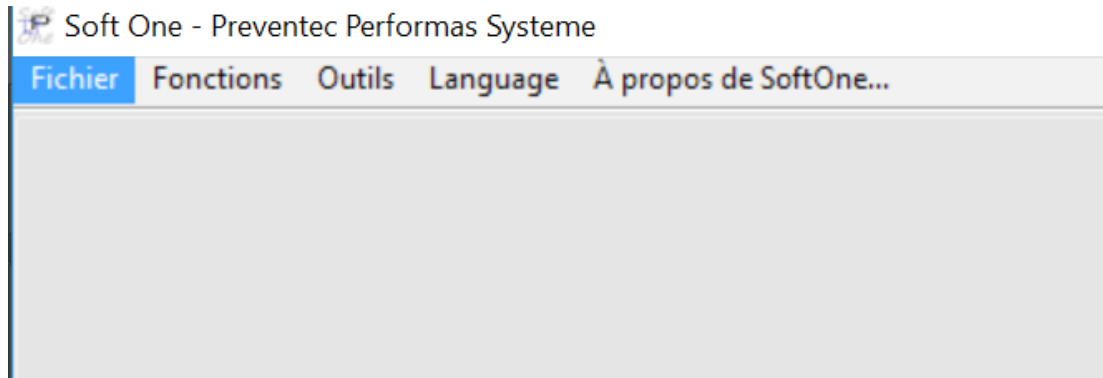 Soft One - Preventec Performas Systeme
Fichier Fonctions Outils Language À propos de SoftOne...